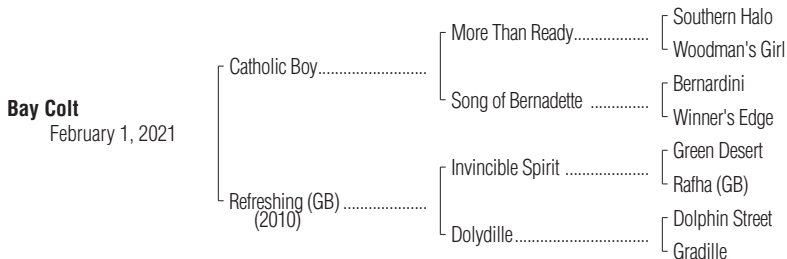 Bay Colt
February 1, 2021
Catholic Boy..........................
Refreshing (GB) ....................
(2010)
More Than Ready..................
Song of Bernadette ..............
Invincible Spirit ....................
Dolydille................................
Southern Halo
Woodman's Girl
Bernardini
Winner's Edge
Green Desert
Rafha (GB)
Dolphin Street
Gradille